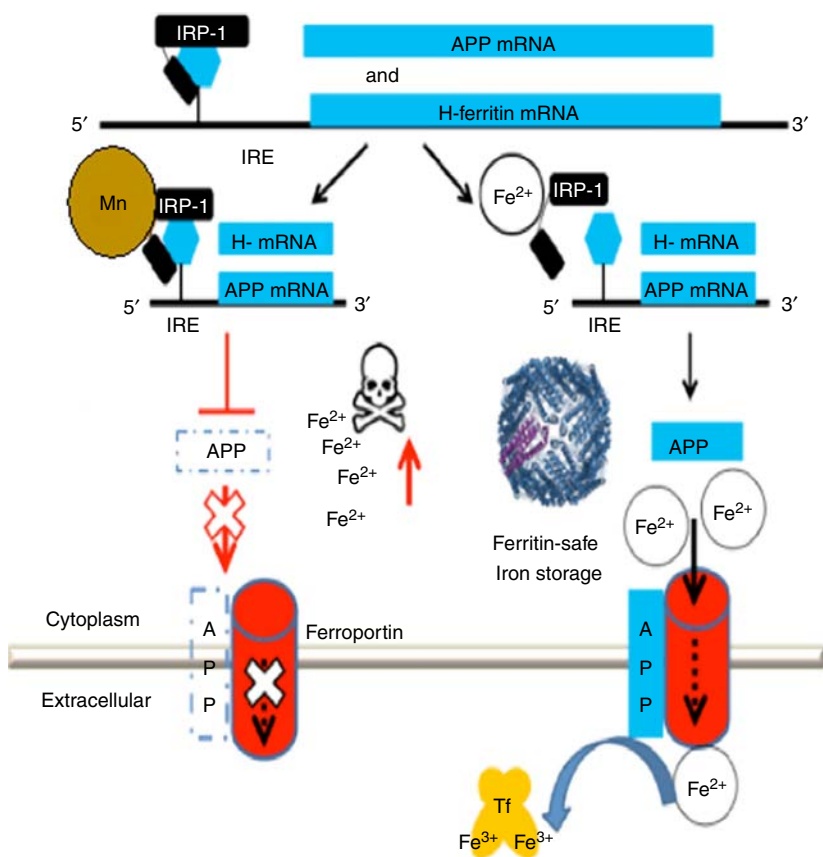 IRP-1
APP mRNA
and
H-ferritin mRNA
5′
3′
IRE
Mn
IRP-1
H- mRNA
APP mRNA
5′
3′
IRE
Fe2+
IRP-1
H- mRNA
APP mRNA
5′
3′
IRE
APP
Fe2+
Fe2+
Fe2+
Fe2+
Ferritin-safe
Iron storage
APP
Fe2+
Fe2+
Cytoplasm
Extracellular
A
P
P
Ferroportin
A
P
P
Fe2+
Tf
Fe3+ Fe3+